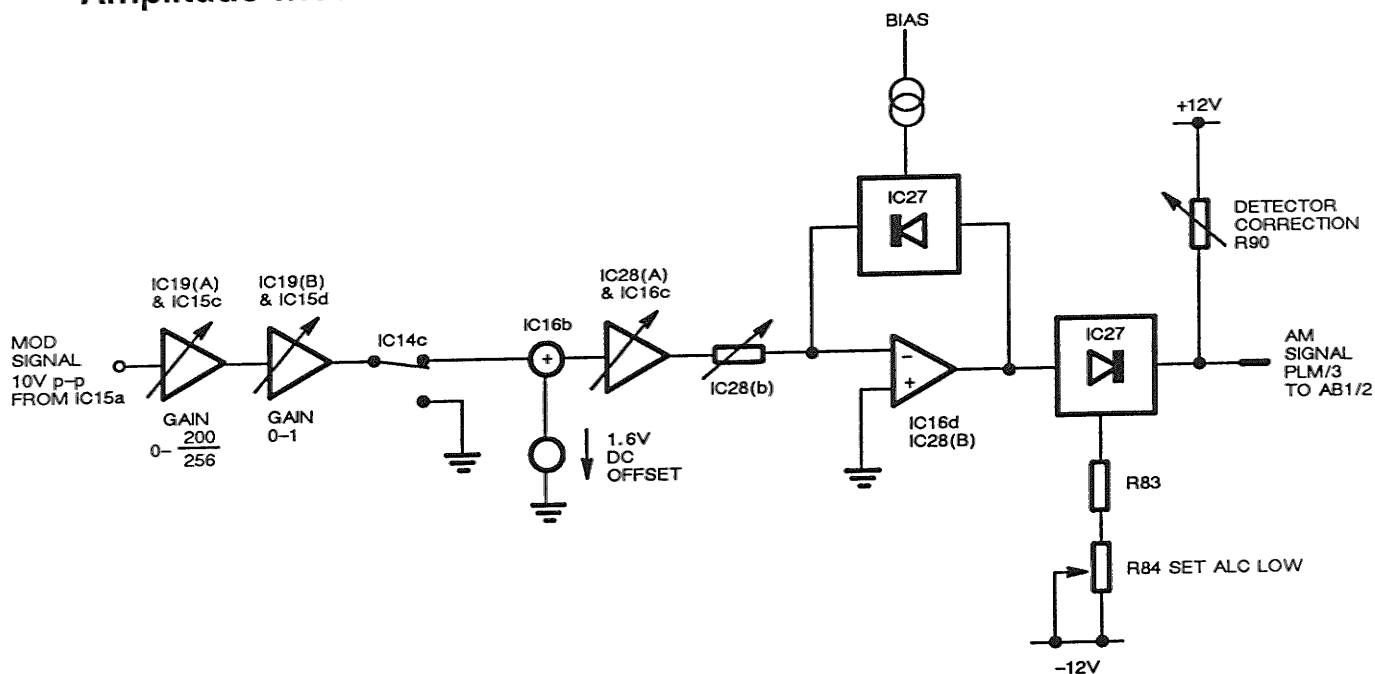 BIAS
+12V
IC27
DETECTOR
CORRECTION
R90
IC19(A)
& IC15c
IC19(B)
& IC15d
IC14c
IC16b
IC28(A)
& IC16c
IC28(b)
MOD
SIGNAL
10V p-p
FROM IC15a
GAIN
0- 200
256
GAIN
0-1
+
1.6V
DC
OFFSET
−
+
IC16d
IC28(B)
IC27
AM
SIGNAL
PLM/3
TO AB1/2
R83
R84 SET ALC LOW
-12V